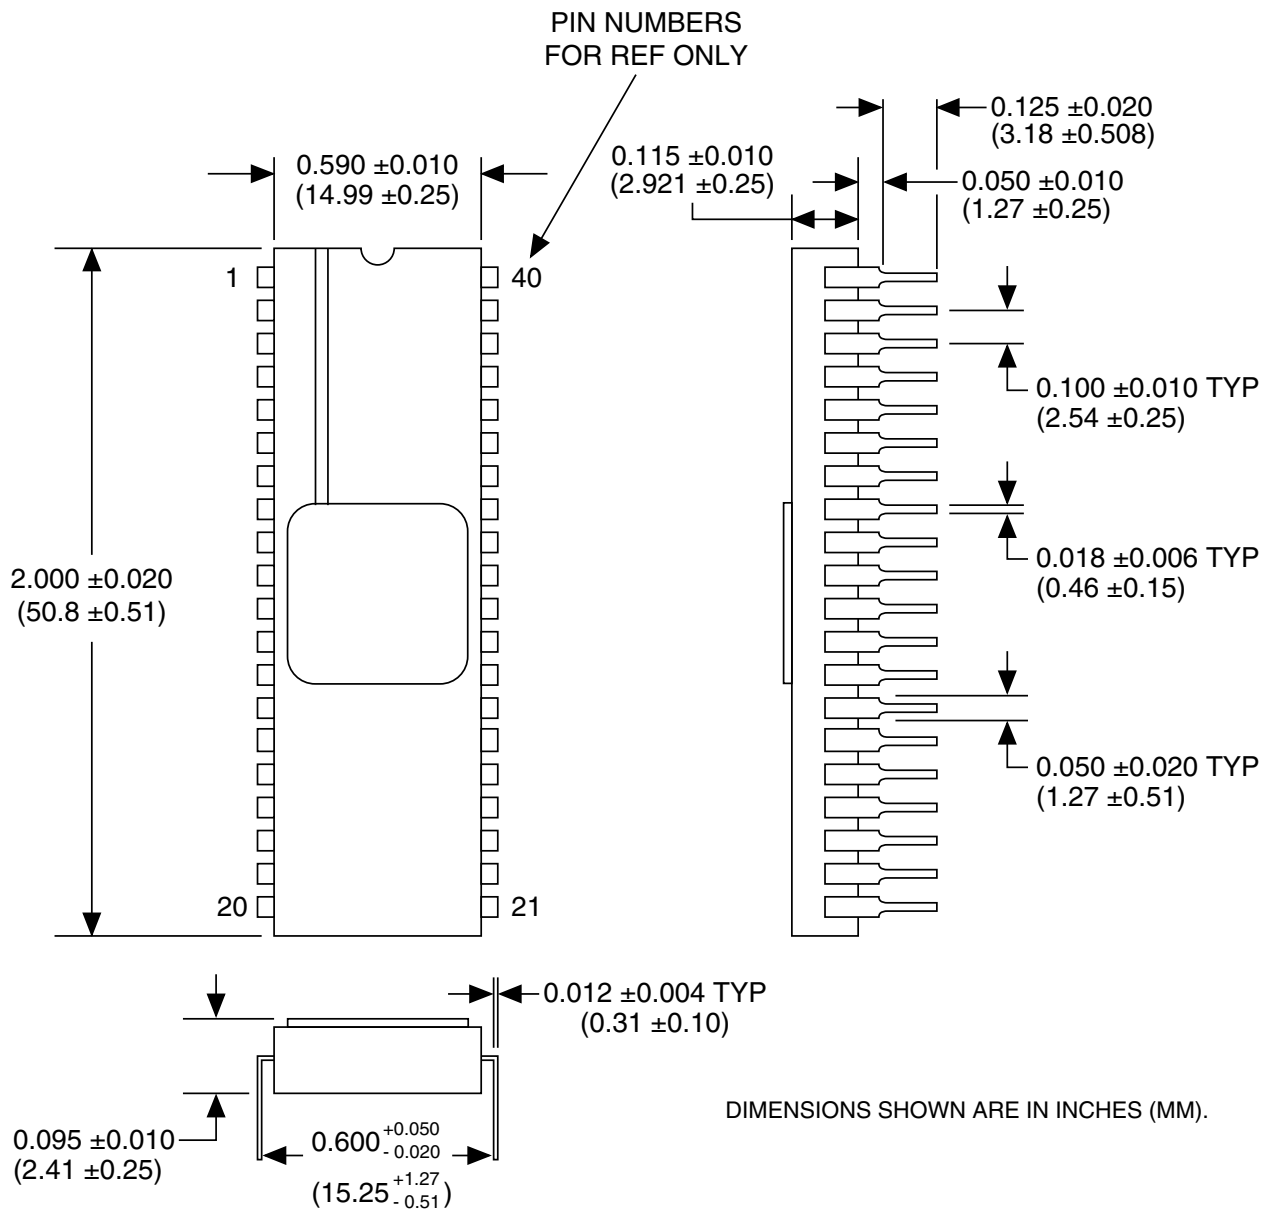 PIN NUMBERS
FOR REF ONLY
0.125 ±0.020
(3.18 ±0.508)
0.590 ±0.010
(14.99 ±0.25)
0.115 ±0.010
(2.921 ±0.25)
0.050 ±0.010
(1.27 ±0.25)
1
40
0.100 ±0.010 TYP
(2.54 ±0.25)
0.018 ±0.006 TYP
(0.46 ±0.15)
2.000 ±0.020
(50.8 ±0.51)
0.050 ±0.020 TYP
(1.27 ±0.51)
20
21
0.012 ±0.004 TYP
(0.31 ±0.10)
DIMENSIONS SHOWN ARE IN INCHES (MM).
0.095 ±0.010
(2.41 ±0.25)
0.600 +0.050 - 0.020
(15.25 +1.27 - 0.51)